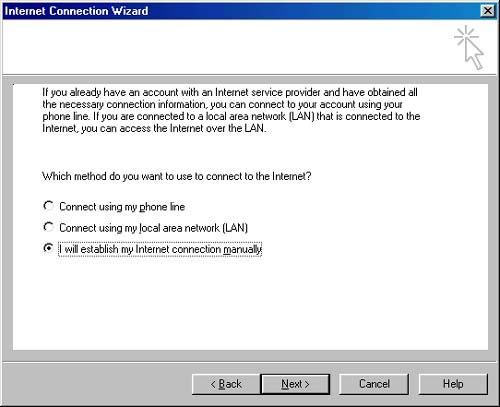 Internet Connection Wizard
If you already have an account with an Internet service provider and have obtained all
the necessary connection information, you can connect to your account using your
phone line. If you are connected to a local area network (LAN) that is connected to the
Internet, you can access the Internet over the LAN.
Which method do you want to use to connect to the Internet?
Connect using my phone line
Connect using my local area network (LAN)
I will establish my Internet connection manually
< Back Next > Cancel Help